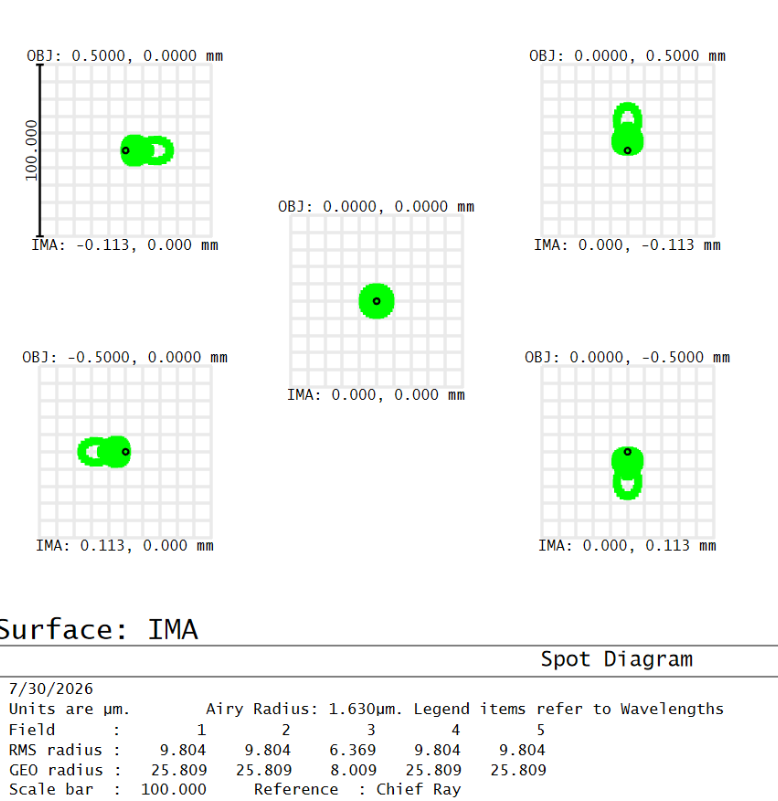 OBJ: 0.5000, 0.0000 mm
OBJ: 0.0000, 0.5000 mm
100.000
IMA: -0.113, 0.000 mm
IMA: 0.000, -0.113 mm
OBJ: 0.0000, 0.0000 mm
IMA: 0.000, 0.000 mm
OBJ: -0.5000, 0.0000 mm
OBJ: 0.0000, -0.5000 mm
IMA: 0.113, 0.000 mm
IMA: 0.000, 0.113 mm
Surface: IMA
Spot Diagram
7/30/2026
Units are µm. Airy Radius: 1.630µm. Legend items refer to Wavelengths
Field : 1 2 3 4 5
RMS radius : 9.804 9.804 6.369 9.804 9.804
GEO radius : 25.809 25.809 8.009 25.809 25.809
Scale bar : 100.000 Reference : Chief Ray